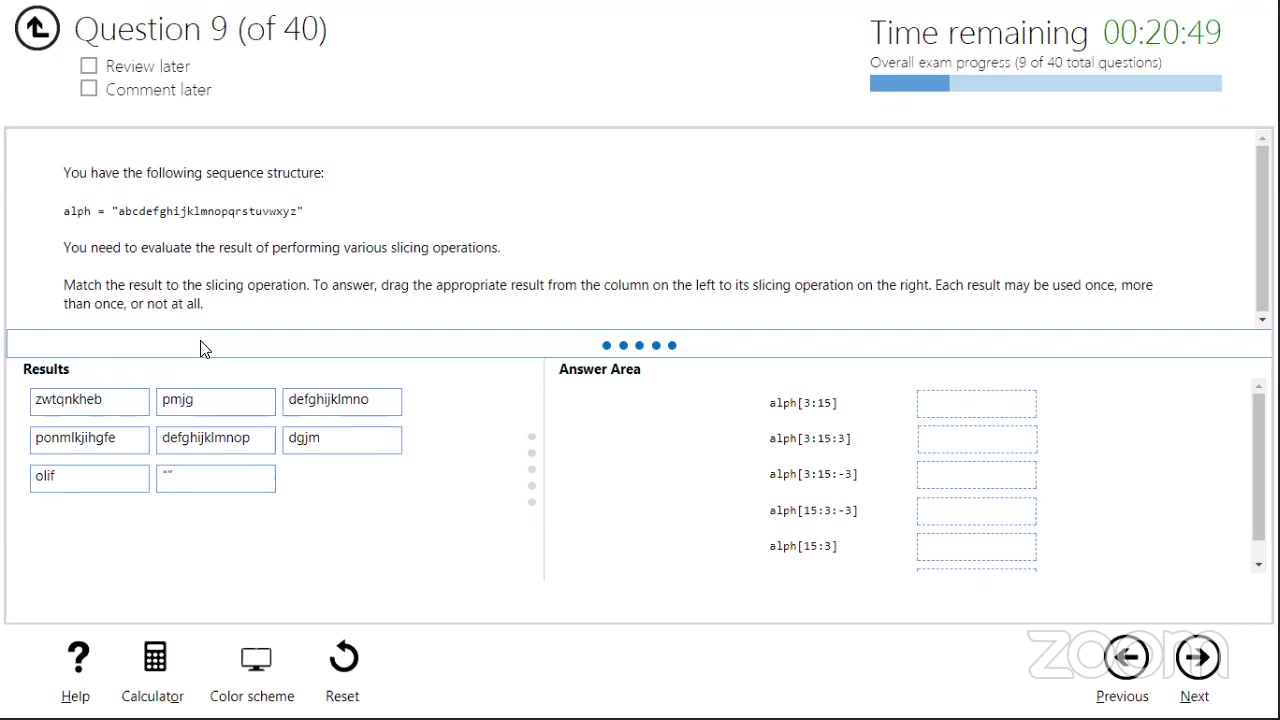 Question 9 (of 40)
Review later
Comment later
Time remaining 00:20:49
Overall exam progress (9 of 40 total questions)
You have the following sequence structure:
alph = "abcdefghijklmnopqrstuvwxyz"
You need to evaluate the result of performing various slicing operations.
Match the result to the slicing operation. To answer, drag the appropriate result from the column on the left to its slicing operation on the right. Each result may be used once, more
than once, or not at all.
Results
zwtqnkheb pmjg defghijklmno
ponmlkjihgfe defghijklmnop dgjm
olif “”
Answer Area
alph[3:15]
alph[3:15:3]
alph[3:15:-3]
alph[15:3:-3]
alph[15:3]
Help Calculator Color scheme Reset
zoom
Previous Next